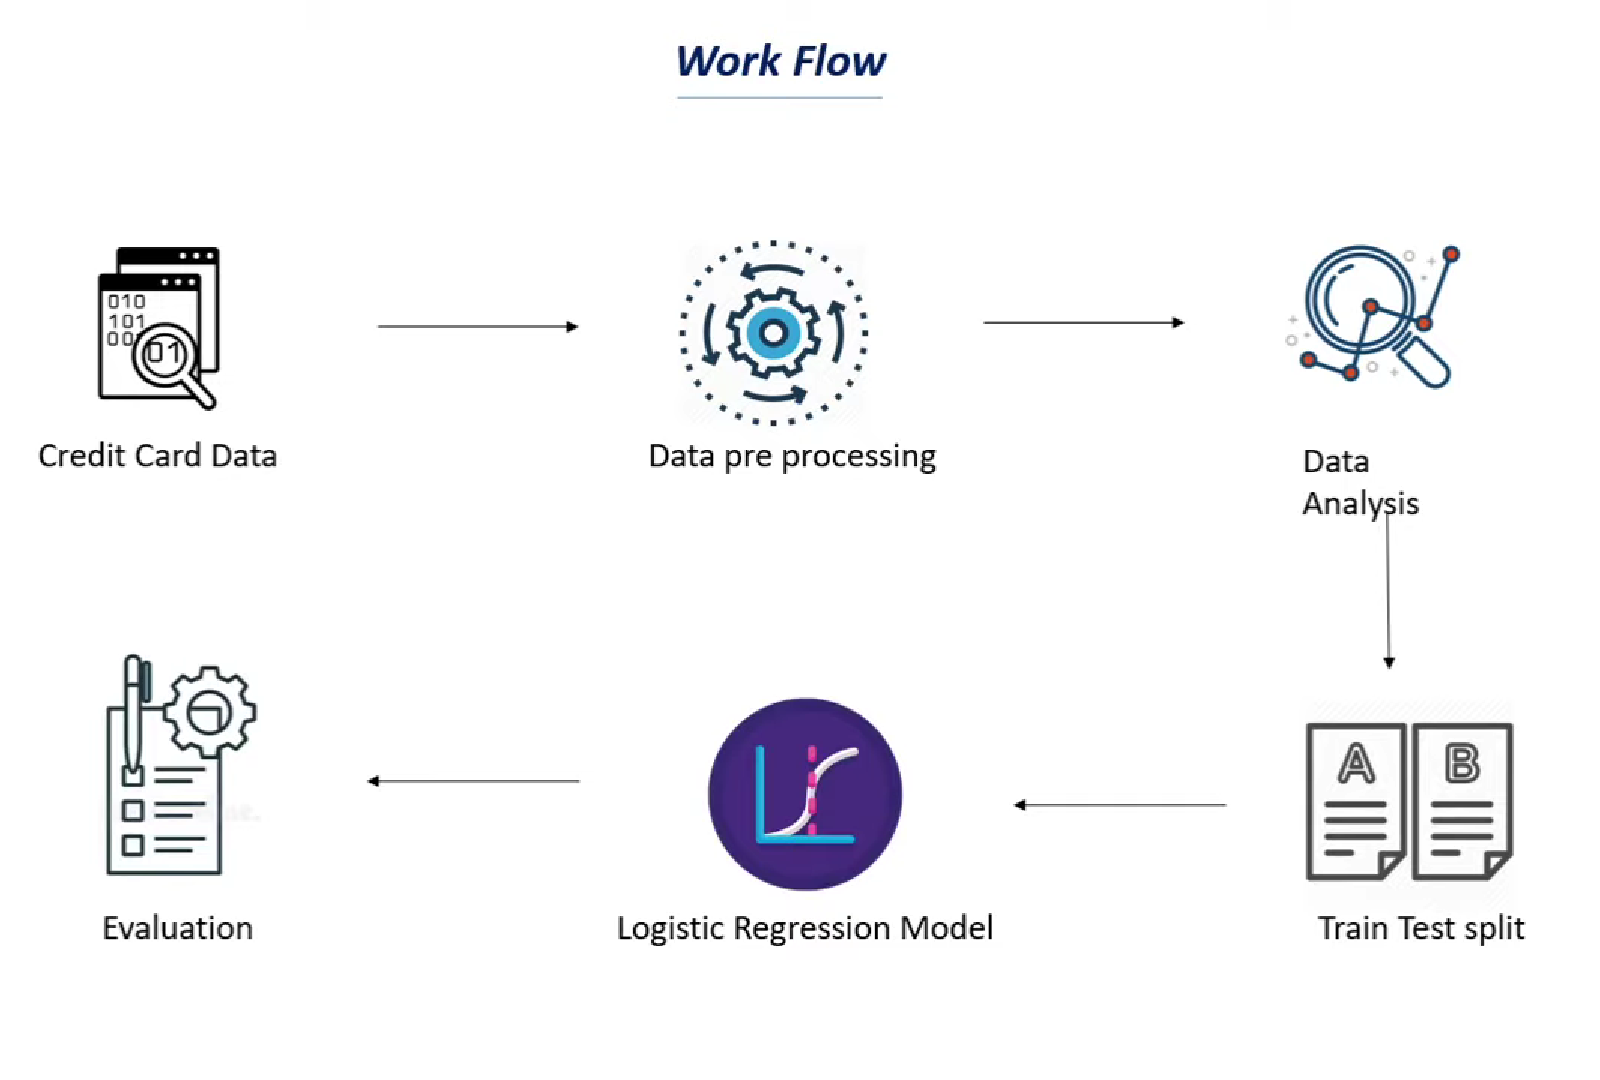 Work Flow
010
101
00
01
Credit Card Data
Data pre processing
Data
Analysis
A
B
Evaluation
Logistic Regression Model
Train Test split